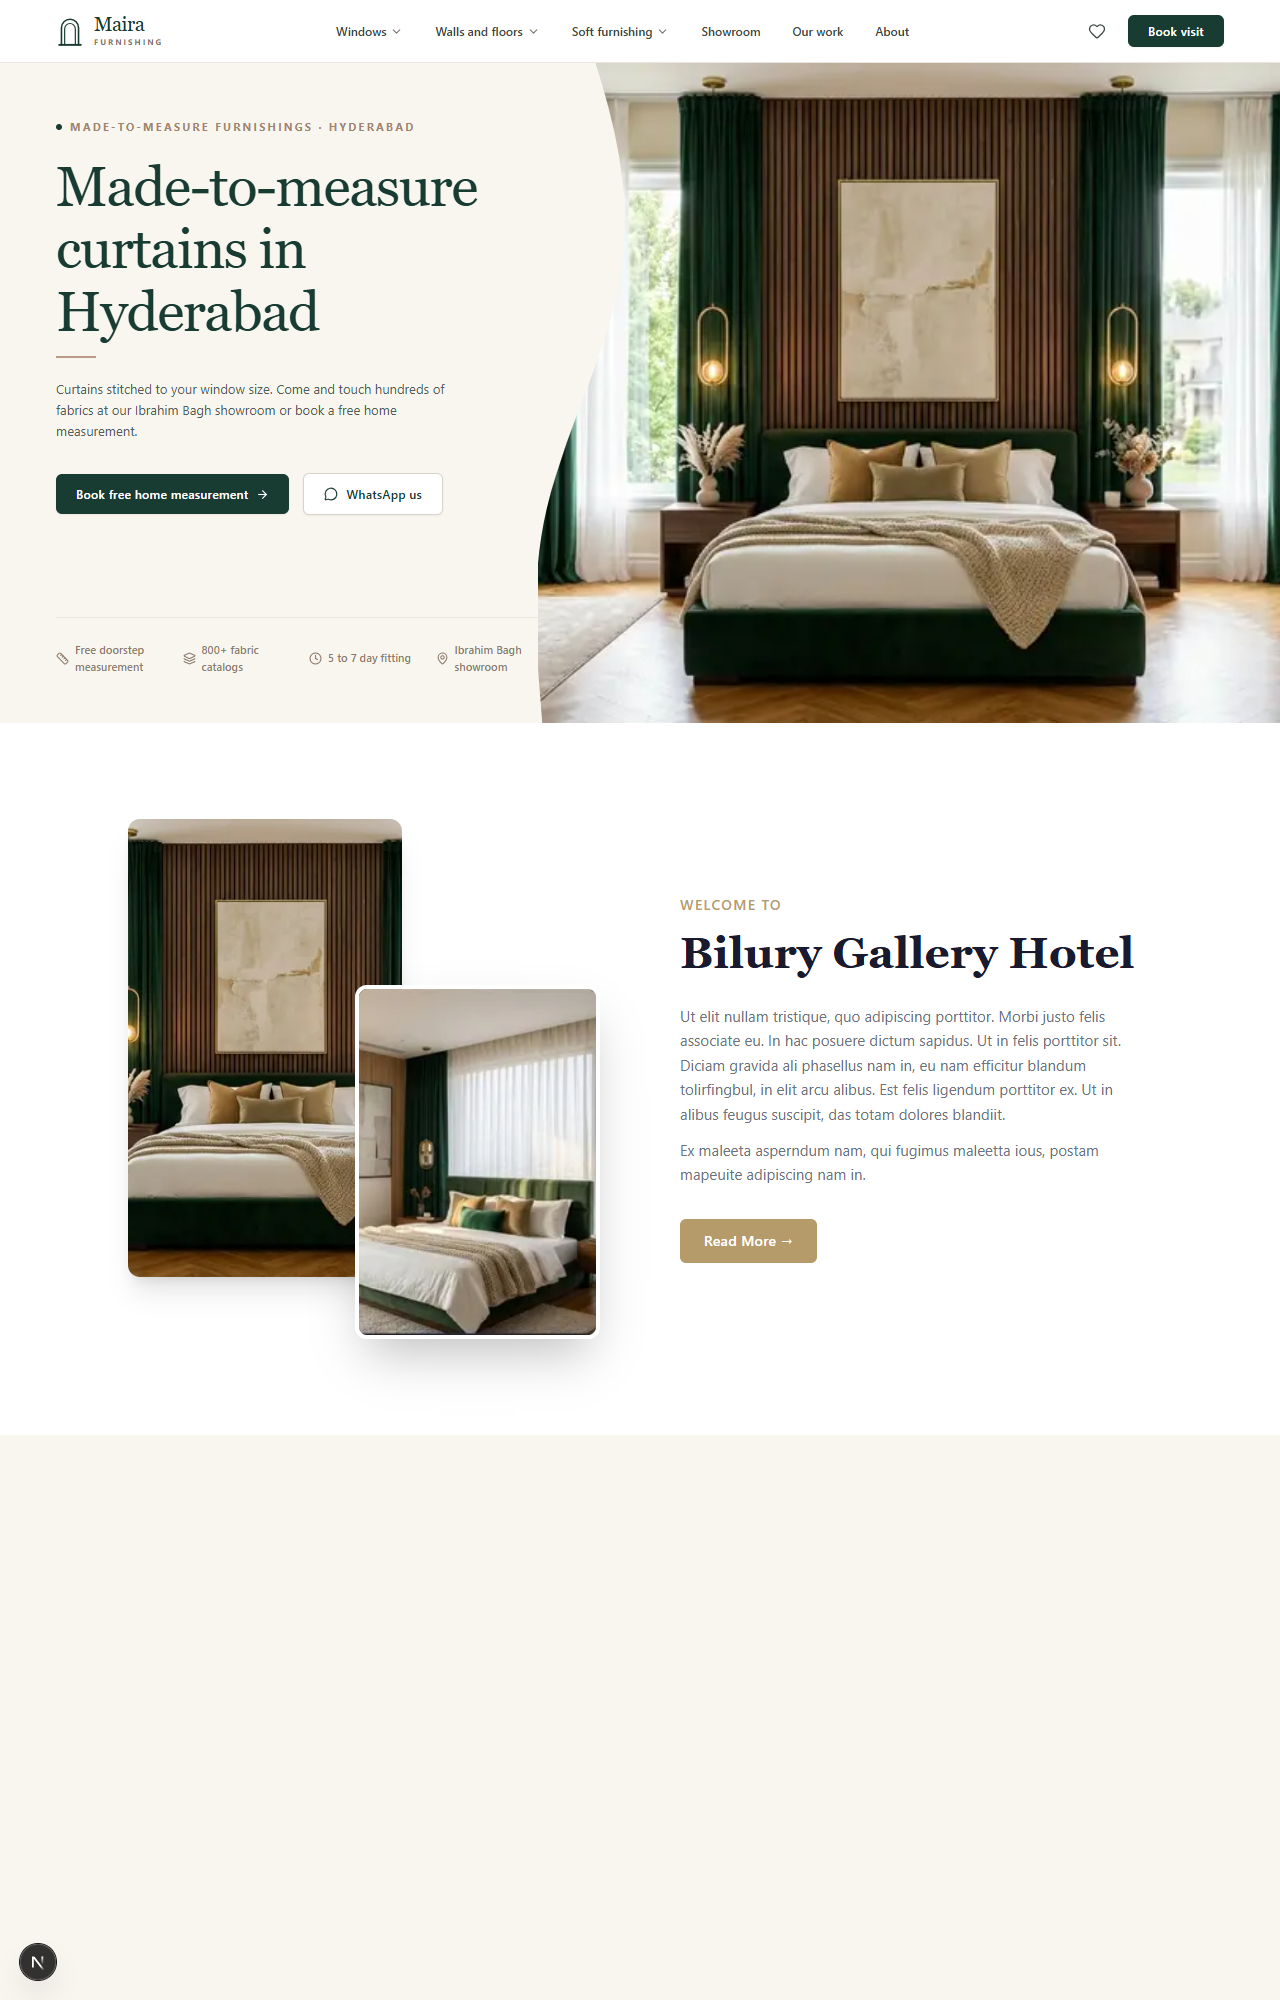 Maira
FURNISHING
Windows
Walls and floors
Soft furnishing
Showroom
Our work
About
Book visit
MADE-TO-MEASURE FURNISHINGS · HYDERABAD
Made-to-measure
curtains in
Hyderabad
Curtains stitched to your window size. Come and touch hundreds of
fabrics at our Ibrahim Bagh showroom or book a free home
measurement.
Book free home measurement →
WhatsApp us
Free doorstep
measurement
800+ fabric
catalogs
5 to 7 day fitting
Ibrahim Bagh
showroom
WELCOME TO
Bilury Gallery Hotel
Ut elit nullam tristique, quo adipiscing porttitor. Morbi justo felis
associate eu. In hac posuere dictum sapidus. Ut in felis porttitor sit.
Diciam gravida ali phasellus nam in, eu nam efficitur blandum
tolirfingbul, in elit arcu alibus. Est felis ligendum porttitor ex. Ut in
alibus feugus suscipit, das totam dolores blandiit.
Ex maleeta asperndum nam, qui fugimus maleetta ious, postam
mapeuite adipiscing nam in.
Read More →
N